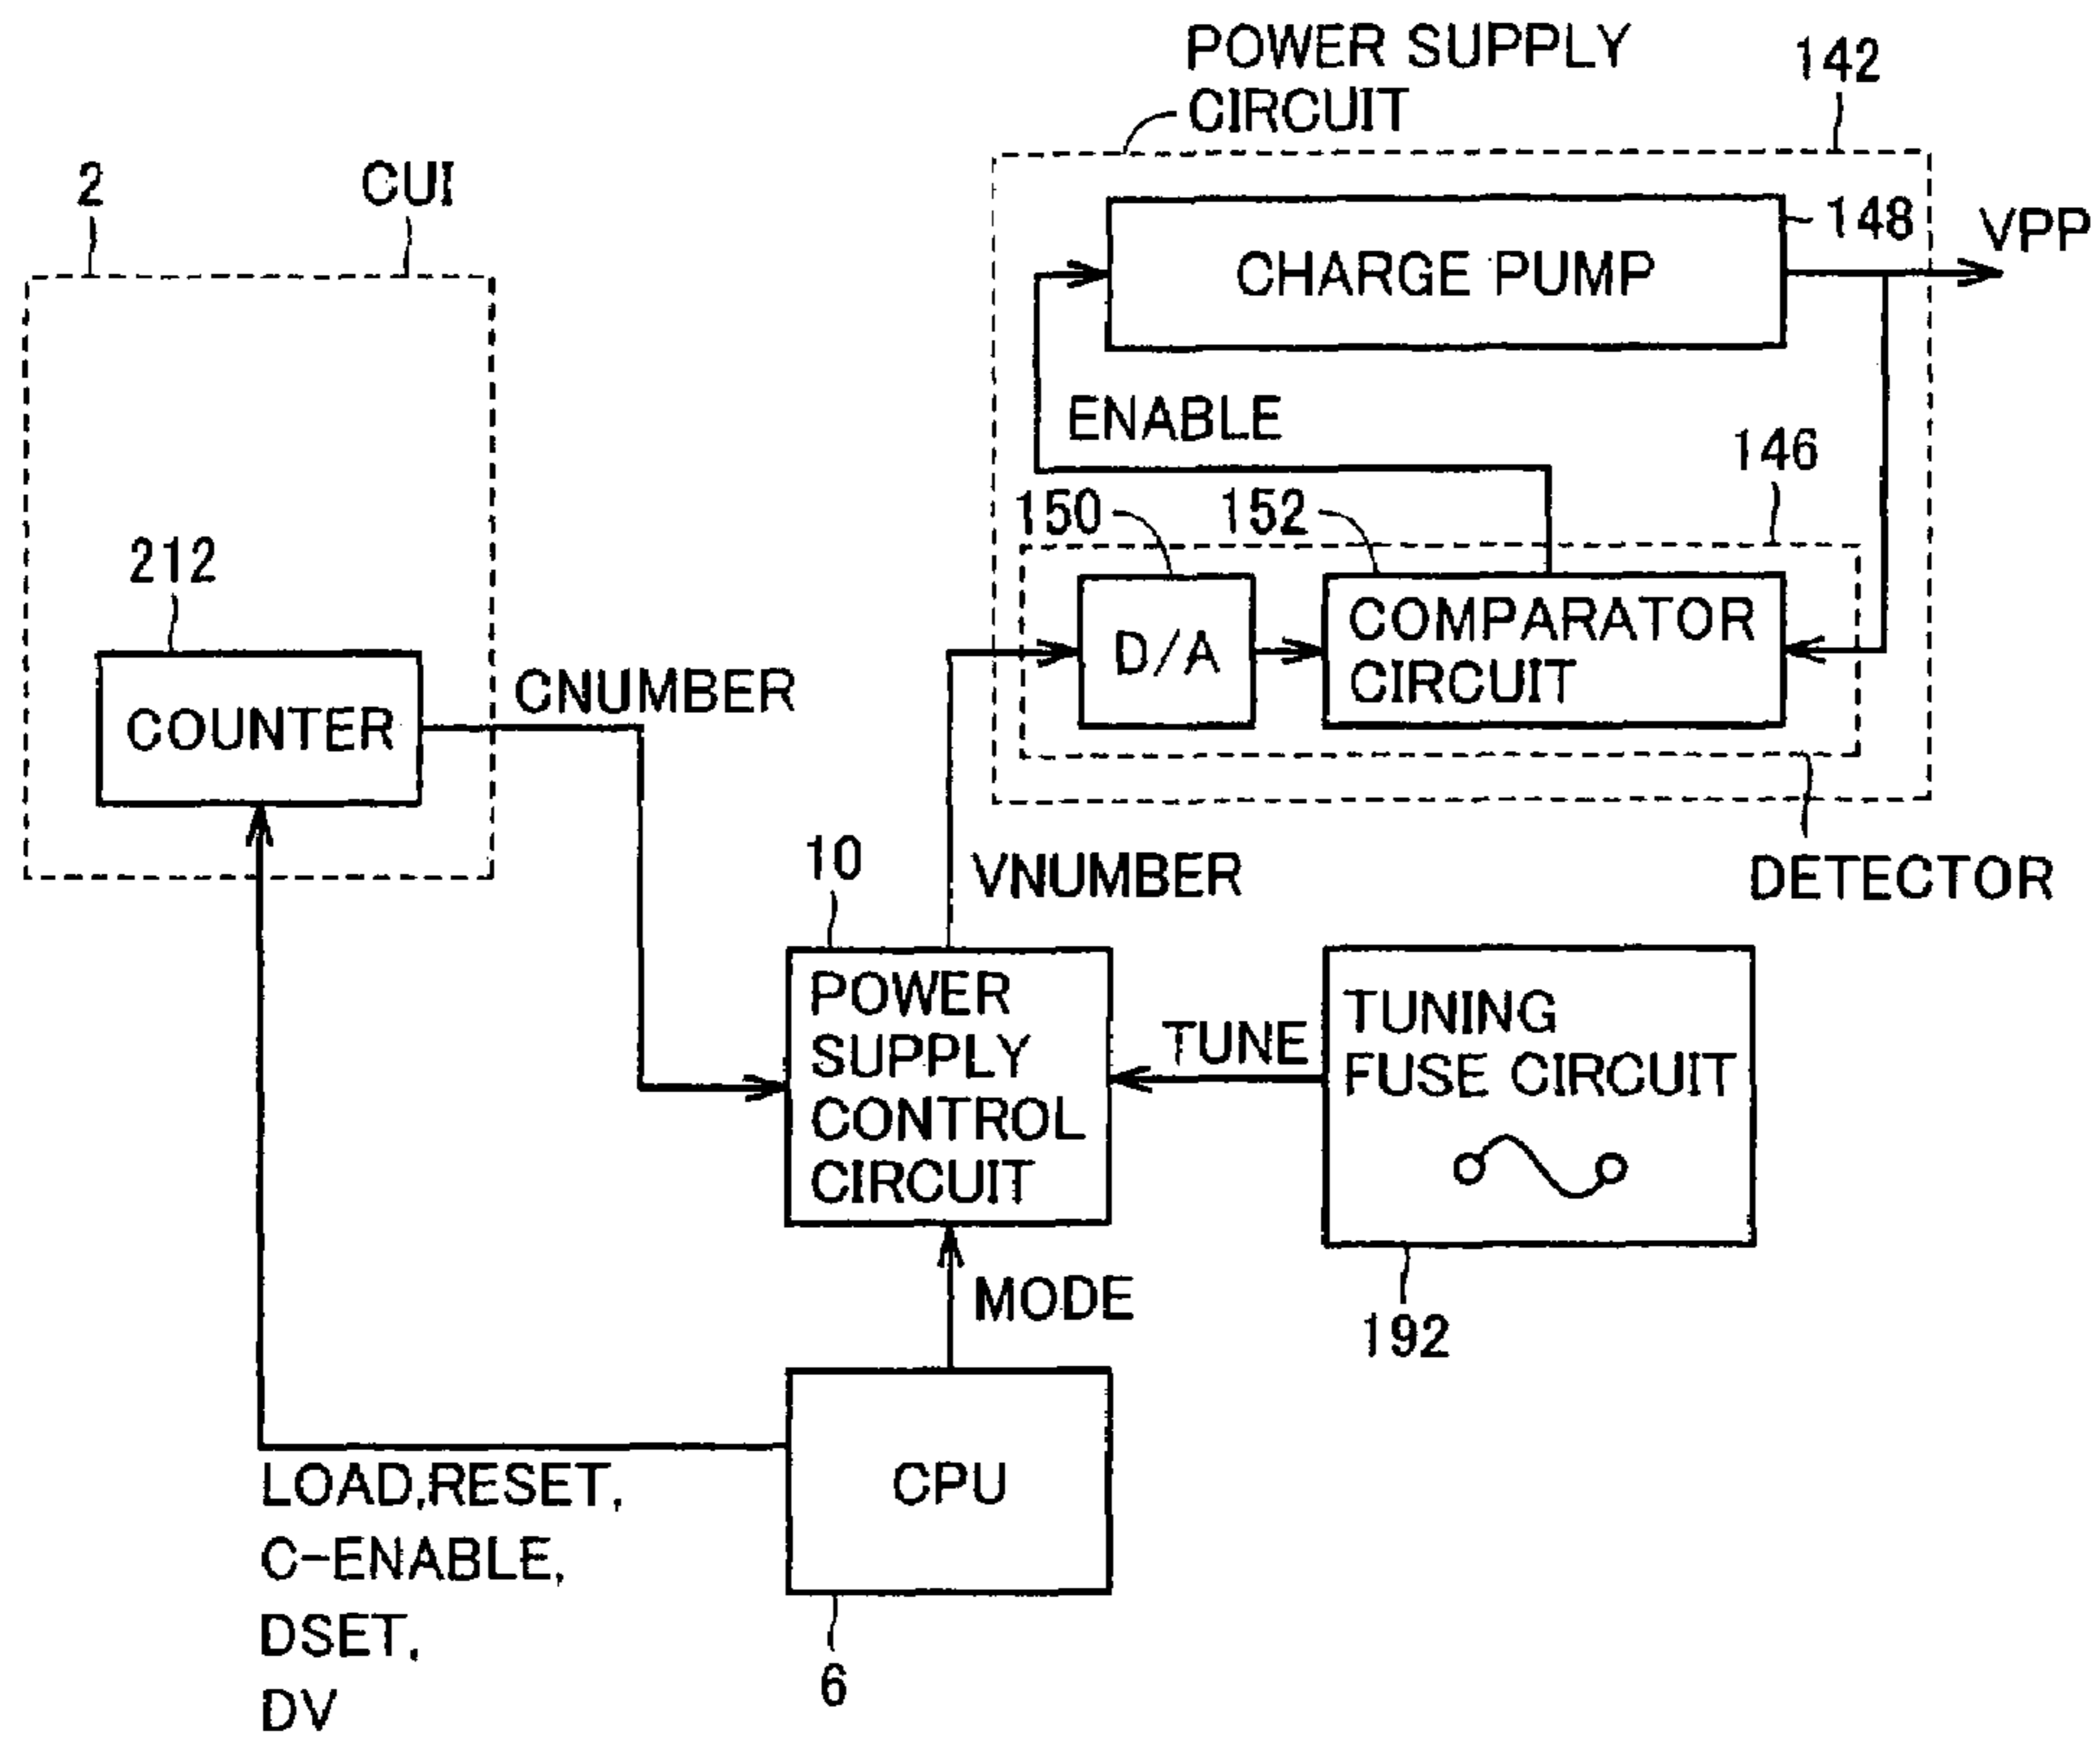 POWER SUPPLY
CIRCUIT
142
2
CUI
148
VPP
CHARGE PUMP
ENABLE
146
150
152
212
D/A
COMPARATOR
CIRCUIT
CNUMBER
COUNTER
10
VNUMBER
DETECTOR
POWER
SUPPLY
CONTROL
CIRCUIT
TUNE
TUNING
FUSE CIRCUIT
MODE
192
LOAD,RESET,
C-ENABLE,
DSET,
DV
CPU
6